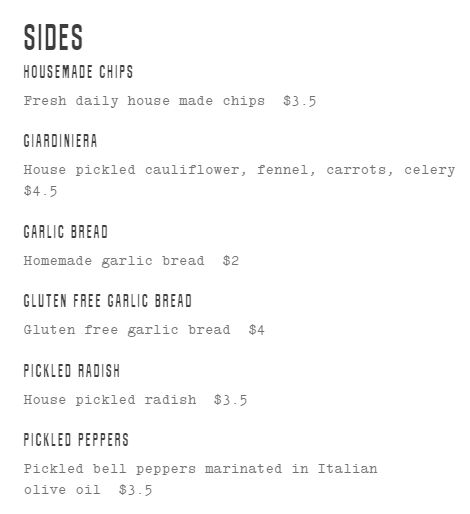 SIDES
HOUSEMADE CHIPS
Fresh daily house made chips $3.5
GIARDINIERA
House pickled cauliflower, fennel, carrots, celery
$4.5
GARLIC BREAD
Homemade garlic bread $2
GLUTEN FREE GARLIC BREAD
Gluten free garlic bread $4
PICKLED RADISH
House pickled radish $3.5
PICKLED PEPPERS
Pickled bell peppers marinated in Italian
olive oil $3.5